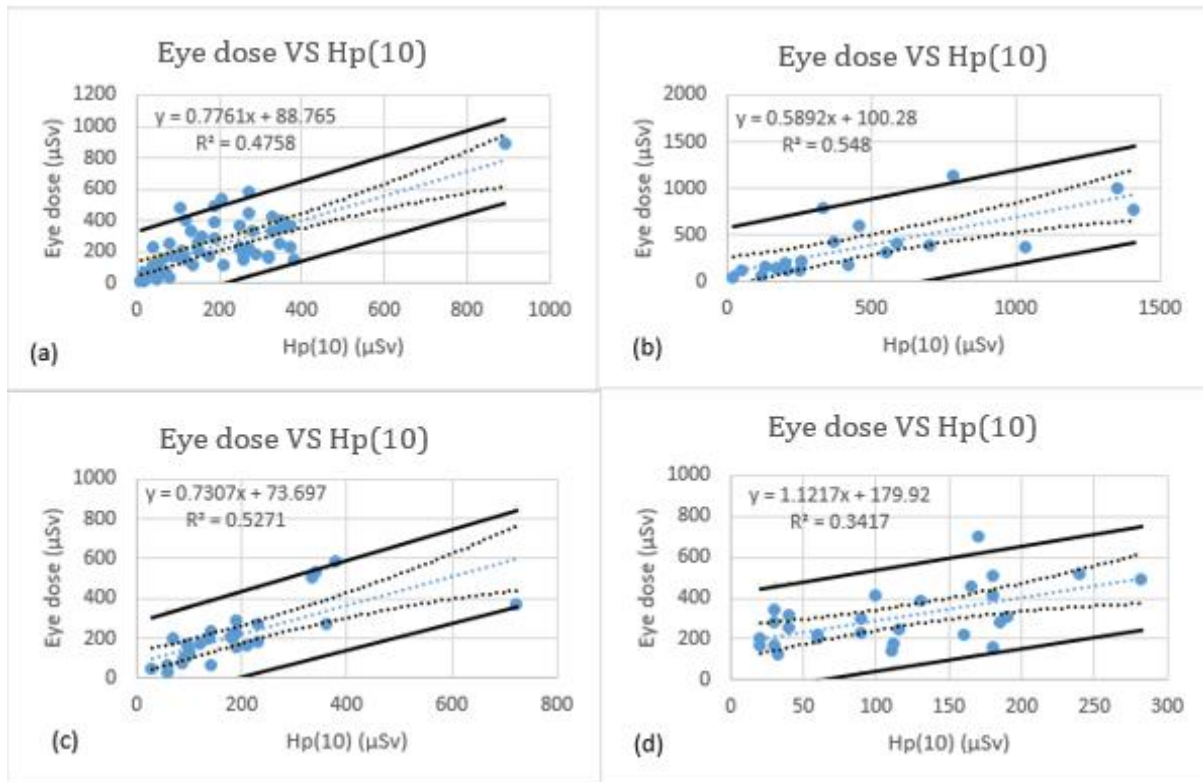 Eye dose VS Hp(10)
Eye dose (µSv)
1200
1000
800
600
400
200
0
y = 0.7761x + 88.765
R² = 0.4758
0 200 400 600 800 1000
Hp(10) (µSv)
(a)
Eye dose VS Hp(10)
Eye dose (µSv)
2000
1500
1000
500
0
y = 0.5892x + 100.28
R² = 0.548
0 500 1000 1500
Hp(10) (µSv)
(b)
Eye dose VS Hp(10)
Eye dose (µSv)
1000
800
600
400
200
0
y = 0.7307x + 73.697
R² = 0.5271
0 200 400 600 800
Hp(10) (µSv)
(c)
Eye dose VS Hp(10)
Eye dose (µSv)
1000
800
600
400
200
0
y = 1.1217x + 179.92
R² = 0.3417
0 50 100 150 200 250 300
Hp(10) (µSv)
(d)